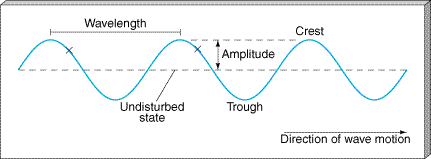 Wavelength
Crest
Amplitude
Undisturbed
state
Trough
Direction of wave motion